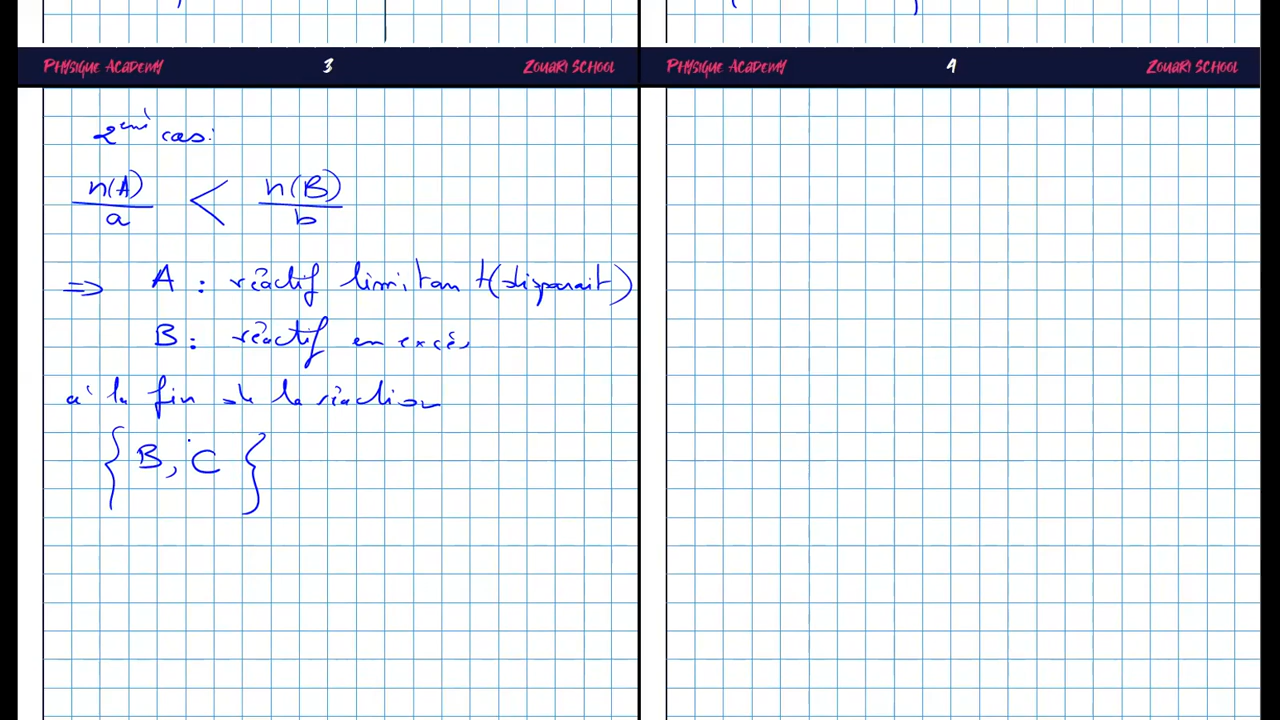 PHYSIQUE ACADEMY 3 ZOUARI SCHOOL
2ème cas:
n(A)/a < n(B)/b
=> A : réactif limitant (disparait)
B : réactif en excès
à la fin de la réaction
{B, C}
PHYSIQUE ACADEMY 4 ZOUARI SCHOOL